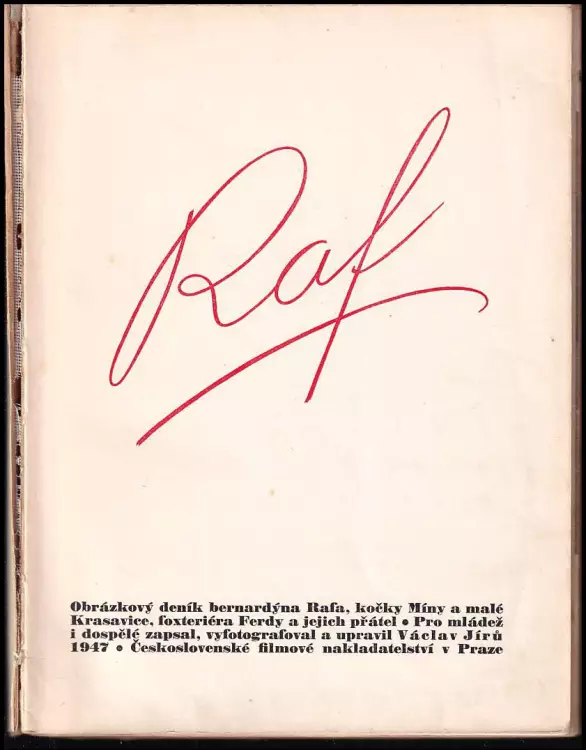 Raf
Obrázkový deník bernardýna Rafa, kočky Míny a malé
Krasavice, foxteriéra Ferdy a jejich přátel • Pro mládež
i dospělé zapsal, vyfotografoval a upravil Václav Jírů
1947 • Československé filmové nakladatelství v Praze